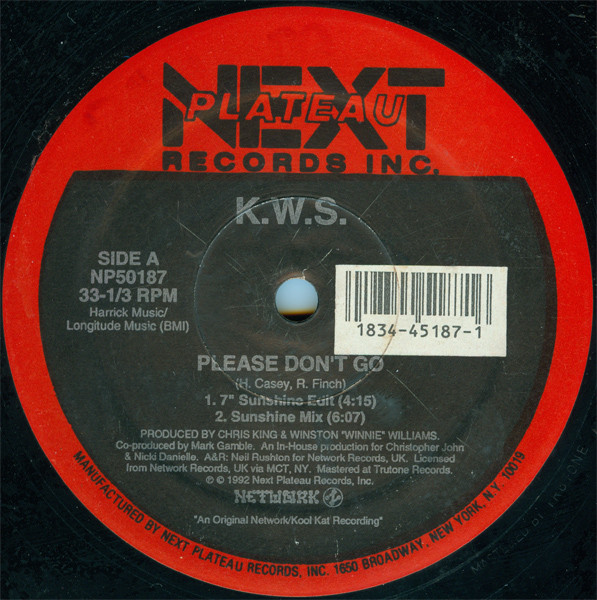 NEXT
PLATEAU
RECORDS INC.
K.W.S.
SIDE A
NP50187
33-1/3 RPM
Harrick Music/
Longitude Music (BMI)
1834-45187-1
PLEASE DON'T GO
(H. Casey, R. Finch)
1. 7" Sunshine Edit (4:15)
2. Sunshine Mix (6:07)
PRODUCED BY CHRIS KING & WINSTON "WINNIE" WILLIAMS.
Co-produced by Mark Gamble. An In-House production for Christopher John
& Nicki Danielle. A&R: Neil Rushton for Network Records, UK. Licensed
from Network Records, UK via MCT, NY. Mastered at Trutone Records.
℗ © 1992 Next Plateau Records, Inc.
NETWORK
"An Original Network/Kool Kat Recording"
MANUFACTURED BY NEXT PLATEAU RECORDS, INC. 1650 BROADWAY, NEW YORK, N.Y. 10019